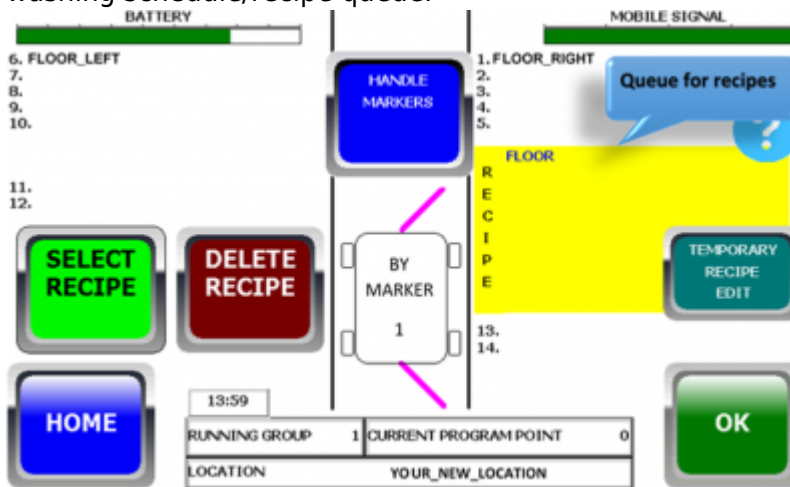 washing schedule/recipe queue.
BATTERY
MOBILE SIGNAL
6. FLOOR_LEFT
7.
8.
9.
10.
11.
12.
HANDLE
MARKERS
1. FLOOR_RIGHT
2.
3.
4.
5.
Queue for recipes
?
FLOOR
RECIPE
SELECT
RECIPE
DELETE
RECIPE
BY
MARKER
1
TEMPORARY
RECIPE
EDIT
13.
14.
HOME
13:59
RUNNING GROUP 1
CURRENT PROGRAM POINT 0
LOCATION YOUR_NEW_LOCATION
OK